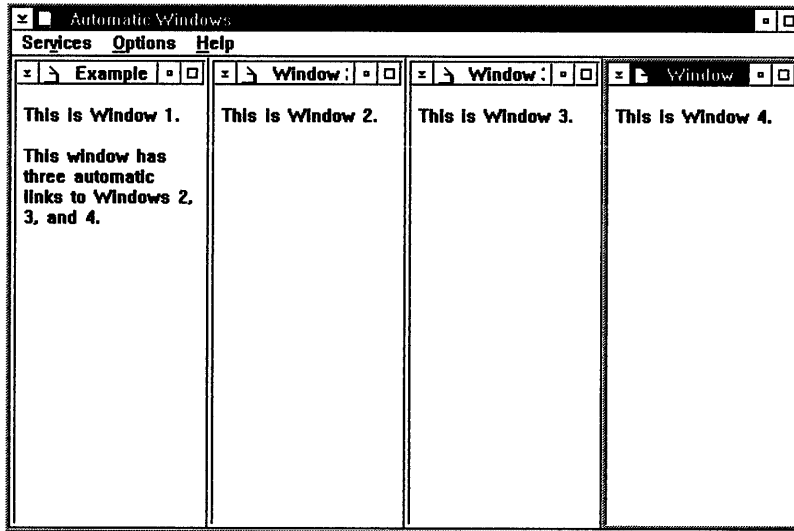 Automatic Windows
Services Options Help
Example
Window :
Window :
Window
This is Window 1.
This window has
three automatic
links to Windows 2,
3, and 4.
This is Window 2.
This is Window 3.
This is Window 4.